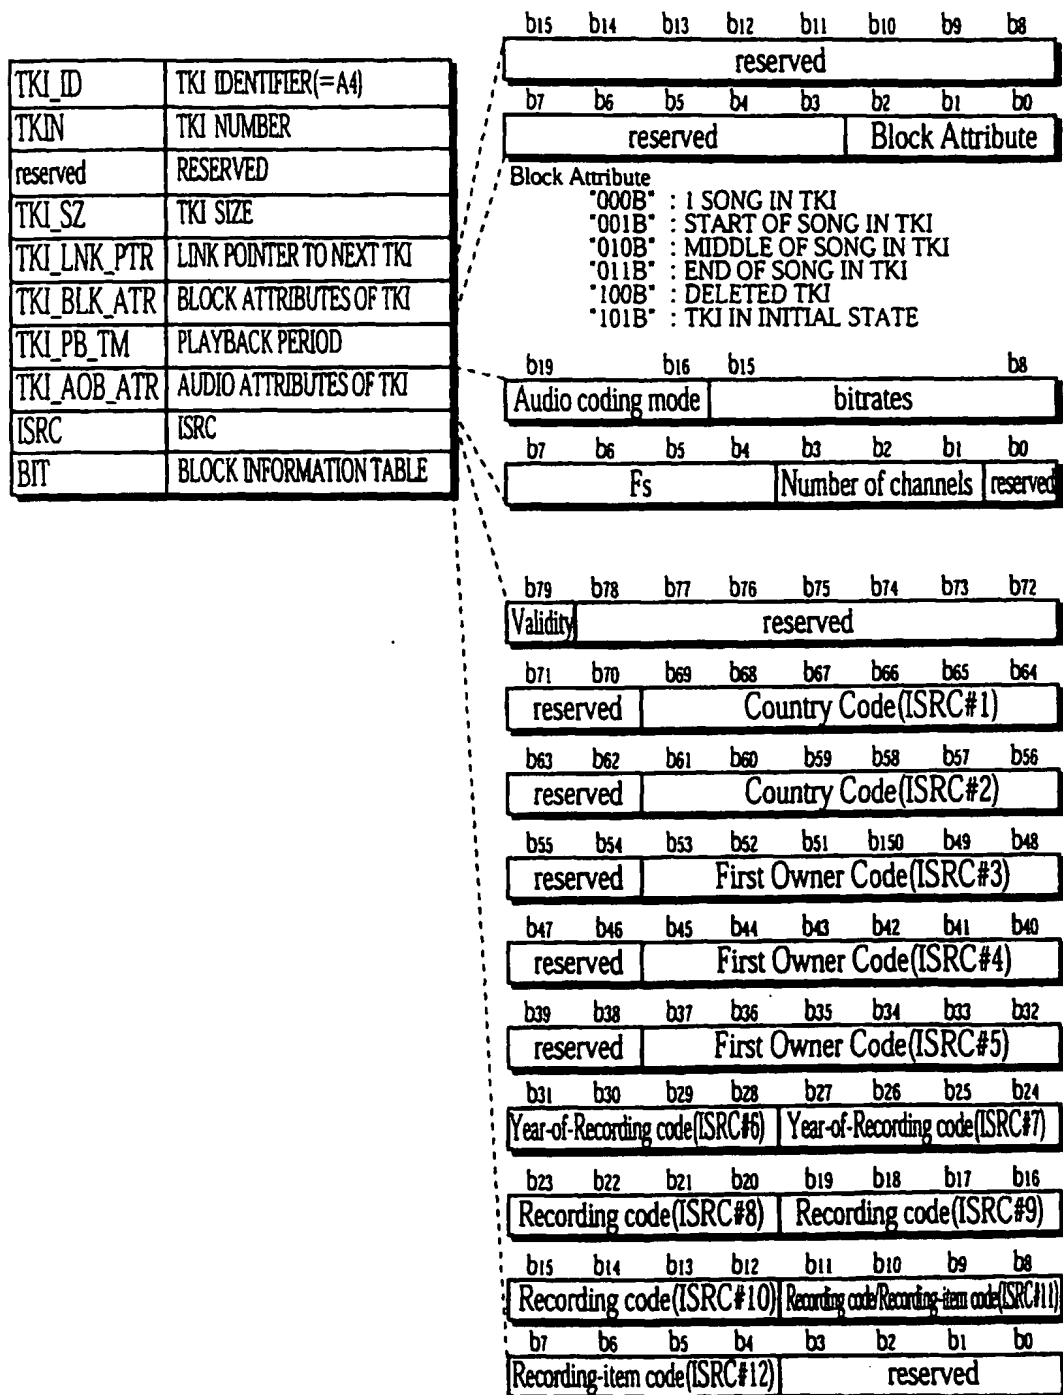 TKI_ID TKI IDENTIFIER(=A4)
TKIN TKI NUMBER
reserved RESERVED
TKI_SZ TKI SIZE
TKI_LNK_PTR LINK POINTER TO NEXT TKI
TKI_BLK_ATR BLOCK ATTRIBUTES OF TKI
TKI_PB_TM PLAYBACK PERIOD
TKI_AOB_ATR AUDIO ATTRIBUTES OF TKI
ISRC ISRC
BIT BLOCK INFORMATION TABLE
b15 b14 b13 b12 b11 b10 b9 b8
reserved
b7 b6 b5 b4 b3 b2 b1 b0
reserved Block Attribute
Block Attribute
"000B" : 1 SONG IN TKI
"001B" : START OF SONG IN TKI
"010B" : MIDDLE OF SONG IN TKI
"011B" : END OF SONG IN TKI
"100B" : DELETED TKI
"101B" : TKI IN INITIAL STATE
b19 b16 b15 b8
Audio coding mode bitrates
b7 b6 b5 b4 b3 b2 b1 b0
Fs Number of channels reserved
b79 b78 b77 b76 b75 b74 b73 b72
Validity reserved
b71 b70 b69 b68 b67 b66 b65 b64
reserved Country Code(ISRC#1)
b63 b62 b61 b60 b59 b58 b57 b56
reserved Country Code(ISRC#2)
b55 b54 b53 b52 b51 b150 b49 b48
reserved First Owner Code(ISRC#3)
b47 b46 b45 b44 b43 b42 b41 b40
reserved First Owner Code(ISRC#4)
b39 b38 b37 b36 b35 b34 b33 b32
reserved First Owner Code(ISRC#5)
b31 b30 b29 b28 b27 b26 b25 b24
Year-of-Recording code(ISRC#6) Year-of-Recording code(ISRC#7)
b23 b22 b21 b20 b19 b18 b17 b16
Recording code(ISRC#8) Recording code(ISRC#9)
b15 b14 b13 b12 b11 b10 b9 b8
Recording code(ISRC#10) Recording code/Recording-item code(ISRC#11)
b7 b6 b5 b4 b3 b2 b1 b0
Recording-item code(ISRC#12) reserved